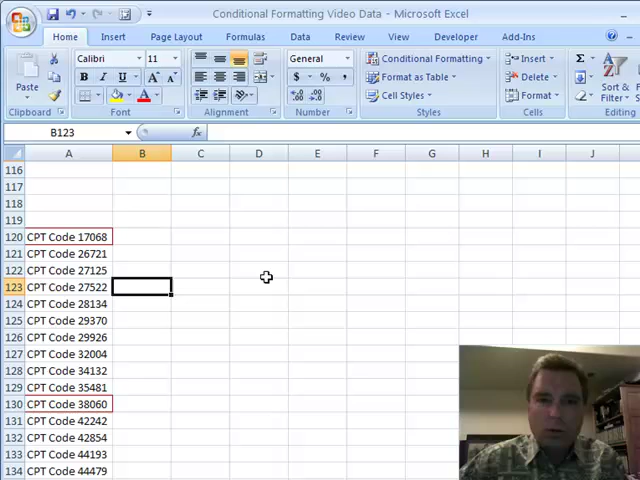 Conditional Formatting Video Data - Microsoft Excel
Home Insert Page Layout Formulas Data Review View Developer Add-Ins
Paste
Clipboard
Calibri 11
B I U
Font
Alignment
General
$ % ,
Number
Conditional Formatting
Format as Table
Cell Styles
Styles
Insert
Delete
Format
Cells
Σ
Sort &
Filter
Editing
B123 fx
A B C D E F G H I J
116
117
118
119
120 CPT Code 17068
121 CPT Code 26721
122 CPT Code 27125
123 CPT Code 27522
124 CPT Code 28134
125 CPT Code 29370
126 CPT Code 29926
127 CPT Code 32004
128 CPT Code 34132
129 CPT Code 35481
130 CPT Code 38060
131 CPT Code 42242
132 CPT Code 42854
133 CPT Code 44193
134 CPT Code 44479